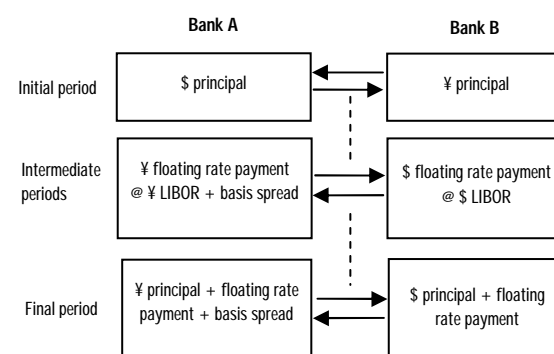 Bank A
Bank B
Initial period
$ principal
¥ principal
Intermediate
periods
¥ floating rate payment
@ ¥ LIBOR + basis spread
$ floating rate payment
@ $ LIBOR
Final period
¥ principal + floating rate
payment + basis spread
$ principal + floating
rate payment